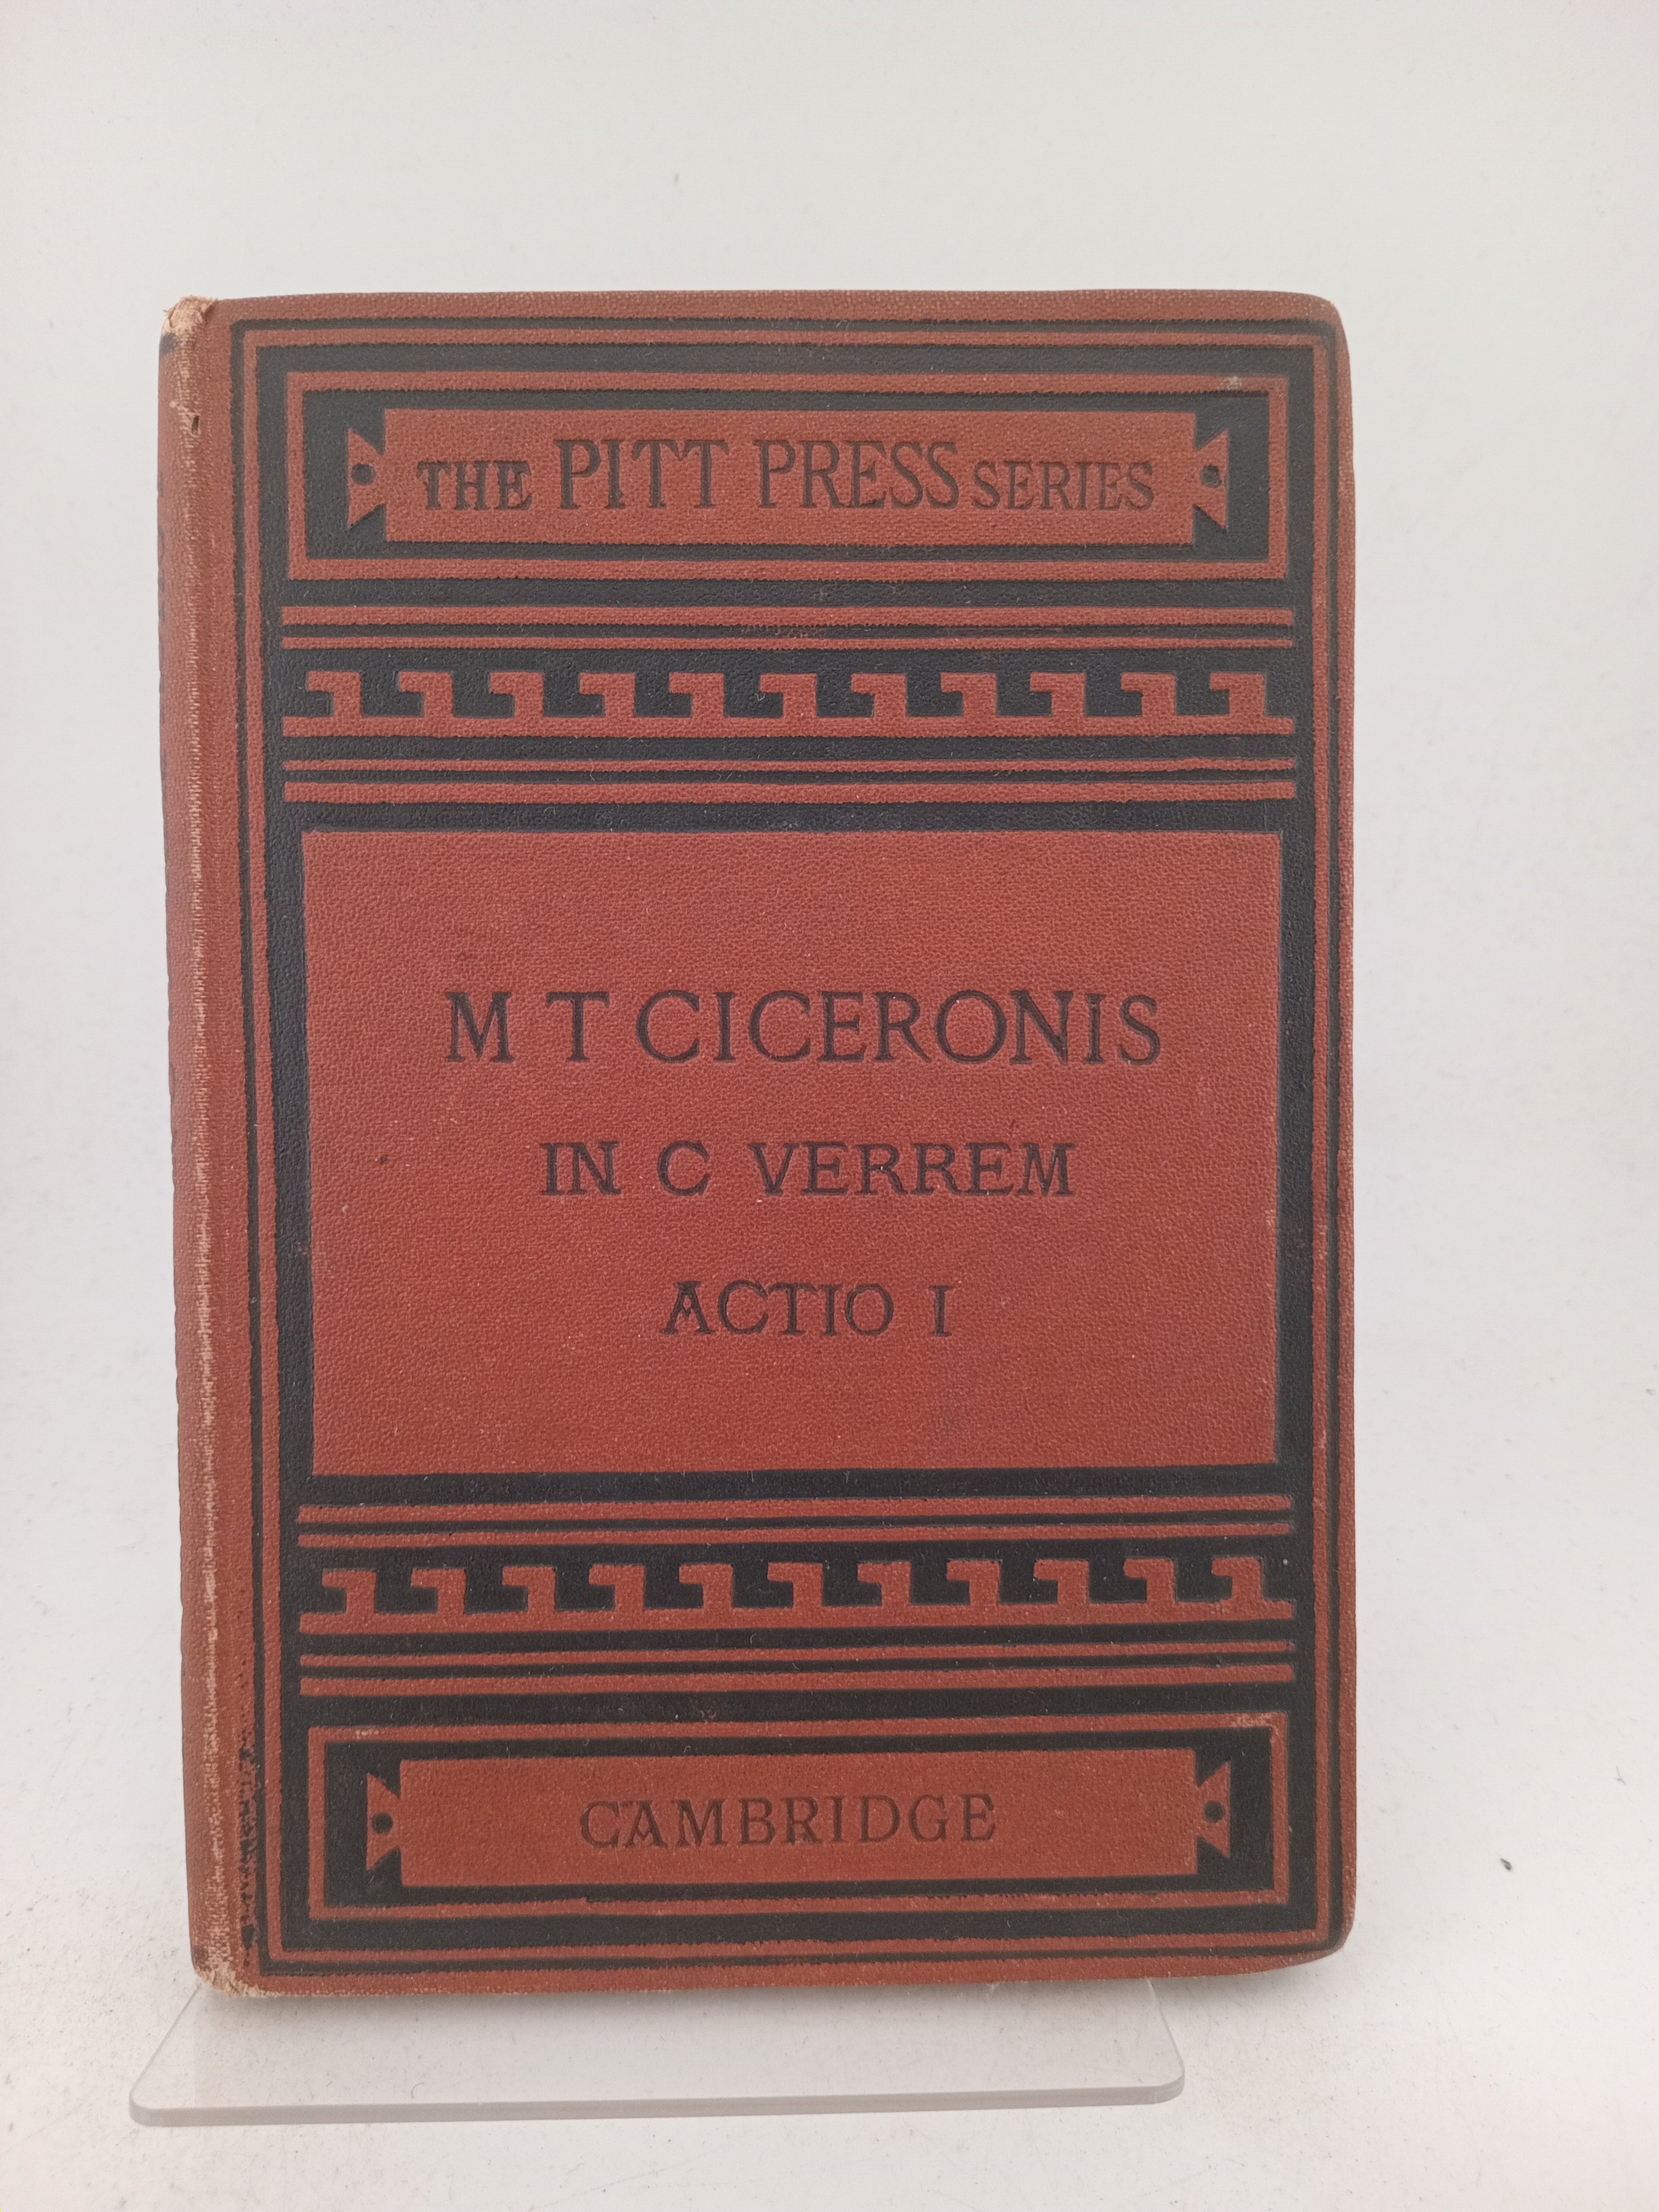 THE PITT PRESS SERIES
M T CICERONIS
IN C VERREM
ACTIO I
CAMBRIDGE